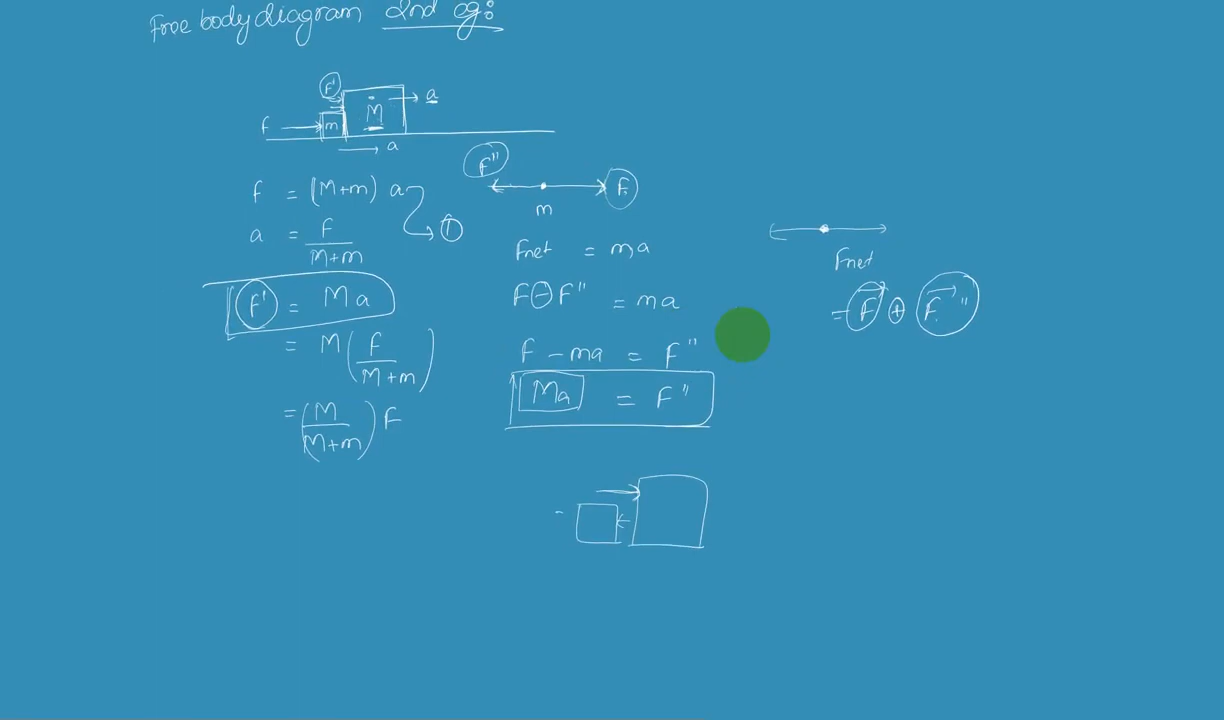 Free body diagram 2nd eg:
F'
M
a
f
m
a
f = (M+m) a
1
a = F / M+m
F' = Ma
= M ( F / M+m )
= ( M / M+m ) F
F"
F
m
Fnet = ma
F - F" = ma
F - ma = F"
Ma = F"
Fnet
= F + F"